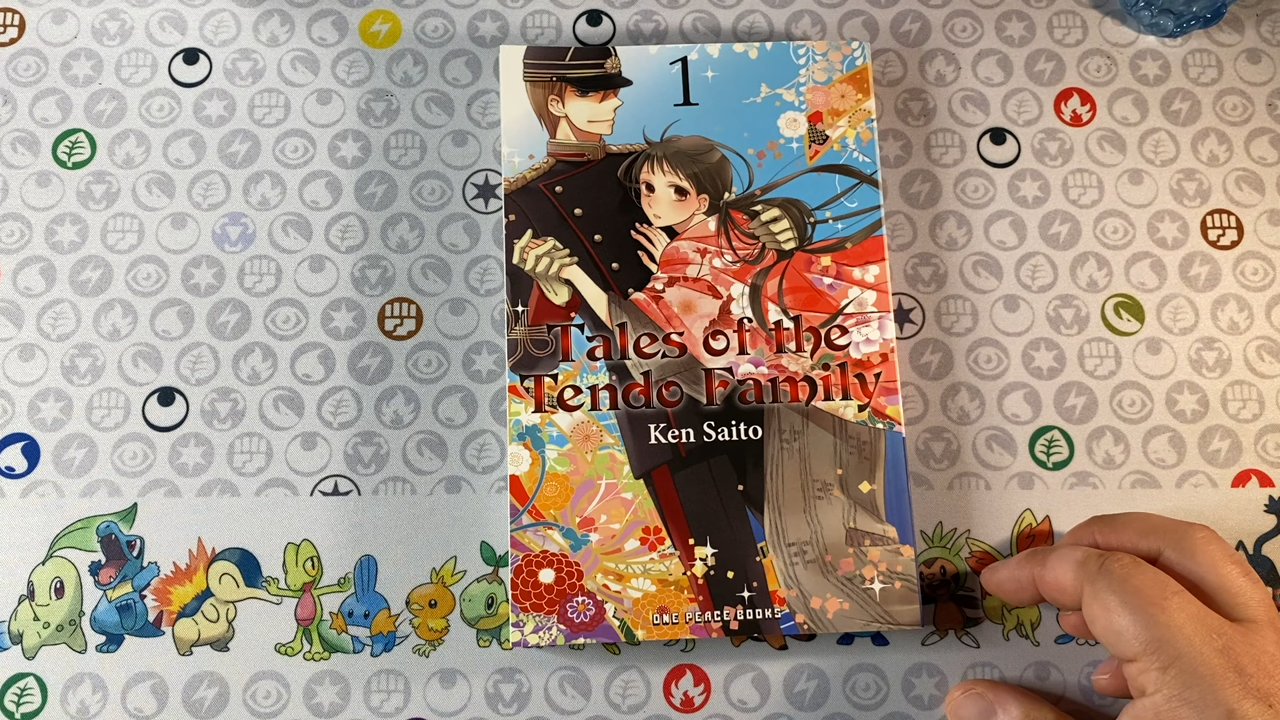 1
Tales of the
Tendo Family
Ken Saito
ONE PEACE BOOKS